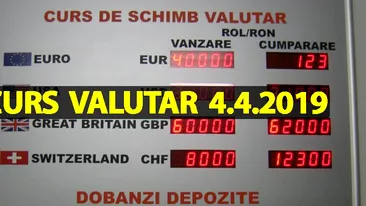 CURS DE SCHIMB VALUTAR
ROL/RON
VANZARE CUMPARARE
EURO EUR 40000 123
CURS VALUTAR 4.4.2019
GREAT BRITAIN GBP 60000 62000
SWITZERLAND CHF 8000 12300
DOBANZI DEPOZITE